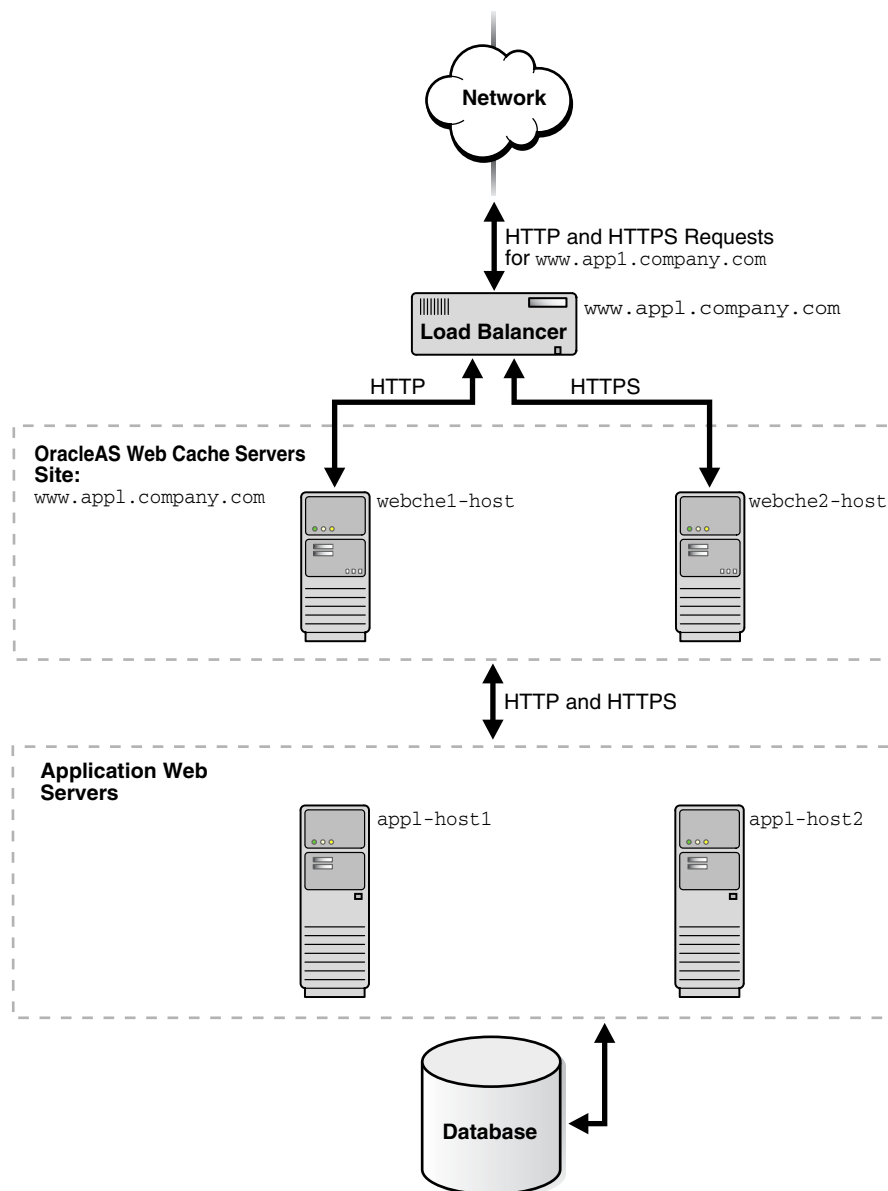 Network
HTTP and HTTPS Requests
for www.app1.company.com
www.app1.company.com
Load Balancer
HTTP
HTTPS
OracleAS Web Cache Servers
Site:
www.app1.company.com
webche1-host
webche2-host
HTTP and HTTPS
Application Web
Servers
app1-host1
app1-host2
Database